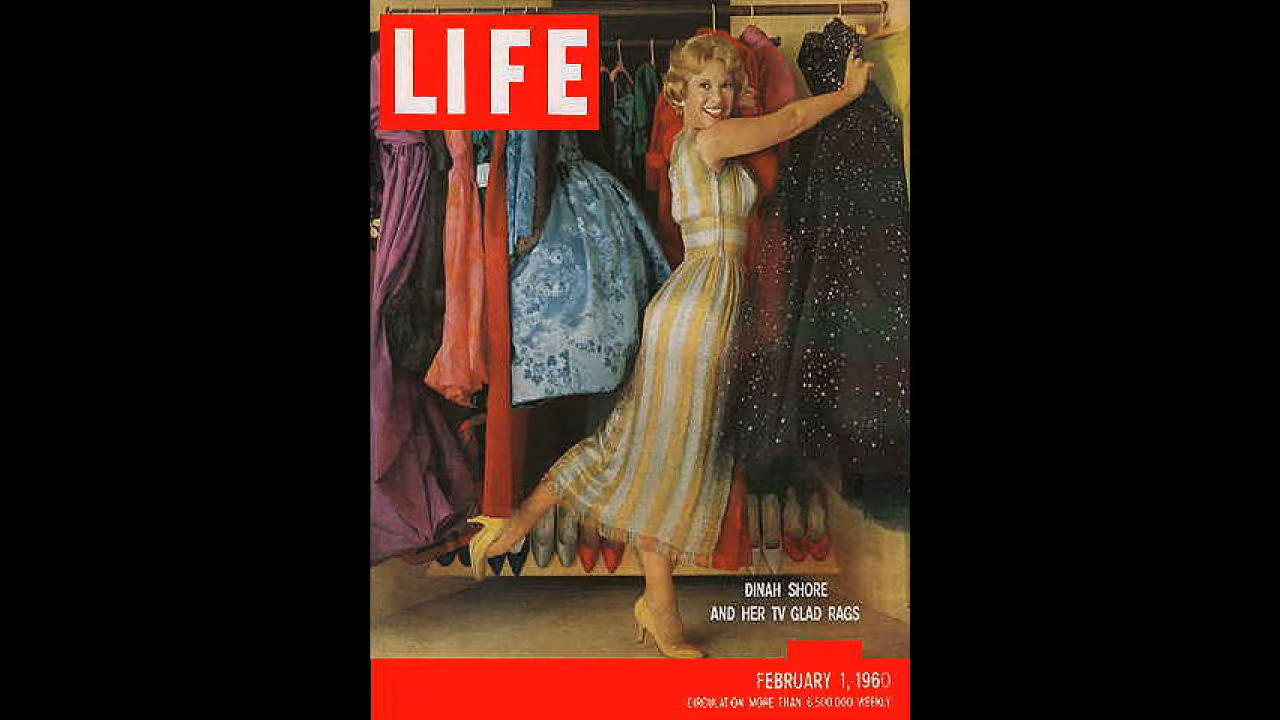 LIFE
DINAH SHORE
AND HER TV GLAD RAGS
FEBRUARY 1, 1960
CIRCULATION MORE THAN 6,500,000 WEEKLY